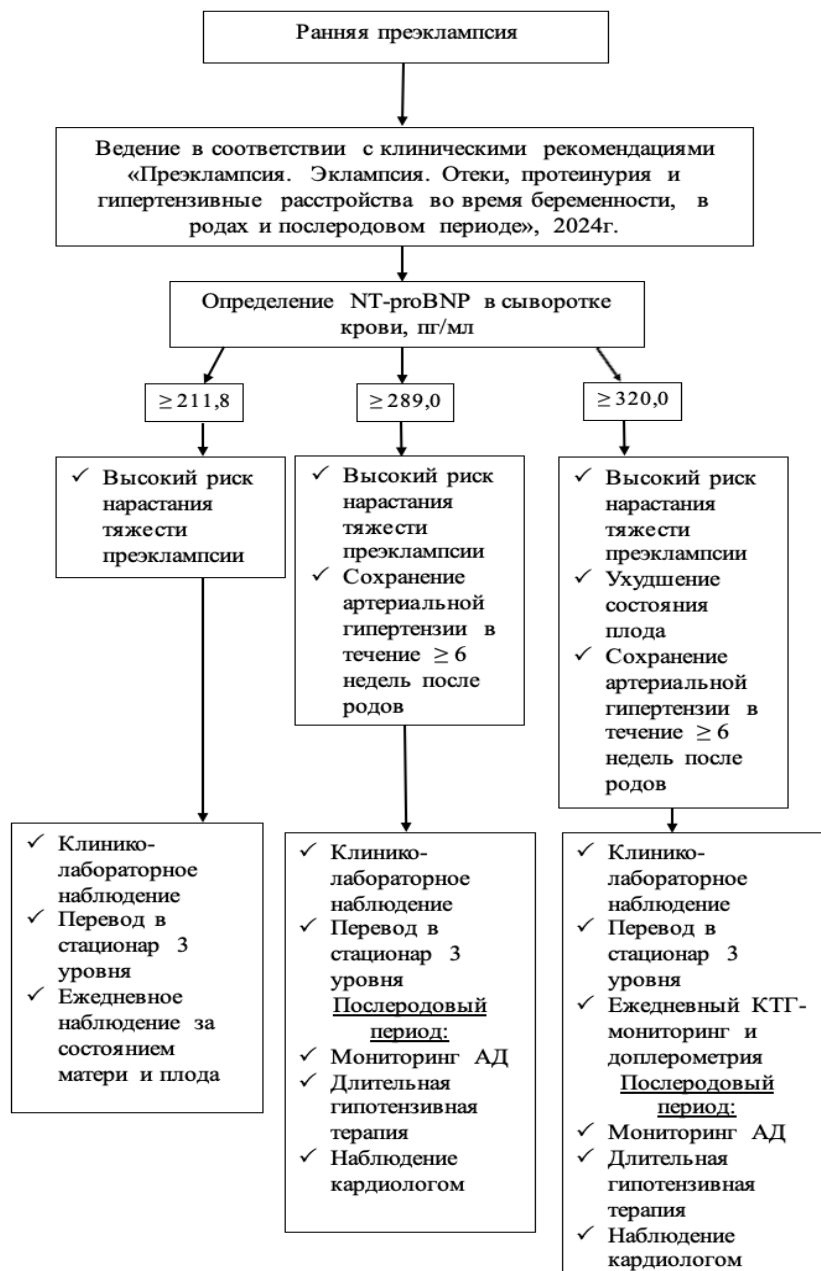 Ранняя преэклампсия
Ведение в соответствии с клиническими рекомендациями
«Преэклампсия. Эклампсия. Отеки, протеинурия и
гипертензивные расстройства во время беременности, в
родах и послеродовом периоде», 2024г.
Определение NT-proBNP в сыворотке
крови, пг/мл
≥ 211,8
≥ 289,0
≥ 320,0
✓ Высокий риск
нарастания
тяжести
преэклампсии
✓ Высокий риск
нарастания
тяжести
преэклампсии
✓ Сохранение
артериальной
гипертензии в
течение ≥ 6
недель после
родов
✓ Высокий риск
нарастания
тяжести
преэклампсии
✓ Ухудшение
состояния
плода
✓ Сохранение
артериальной
гипертензии в
течение ≥ 6
недель после
родов
✓ Клинико-
лабораторное
наблюдение
✓ Перевод в
стационар 3
уровня
✓ Ежедневное
наблюдение за
состоянием
матери и плода
✓ Клинико-
лабораторное
наблюдение
✓ Перевод в
стационар 3
уровня
Послеродовый
период:
✓ Мониторинг АД
✓ Длительная
гипотензивная
терапия
✓ Наблюдение
кардиологом
✓ Клинико-
лабораторное
наблюдение
✓ Перевод в
стационар 3
уровня
✓ Ежедневный КТГ-
мониторинг и
доплерометрия
Послеродовый
период:
✓ Мониторинг АД
✓ Длительная
гипотензивная
терапия
✓ Наблюдение
кардиологом